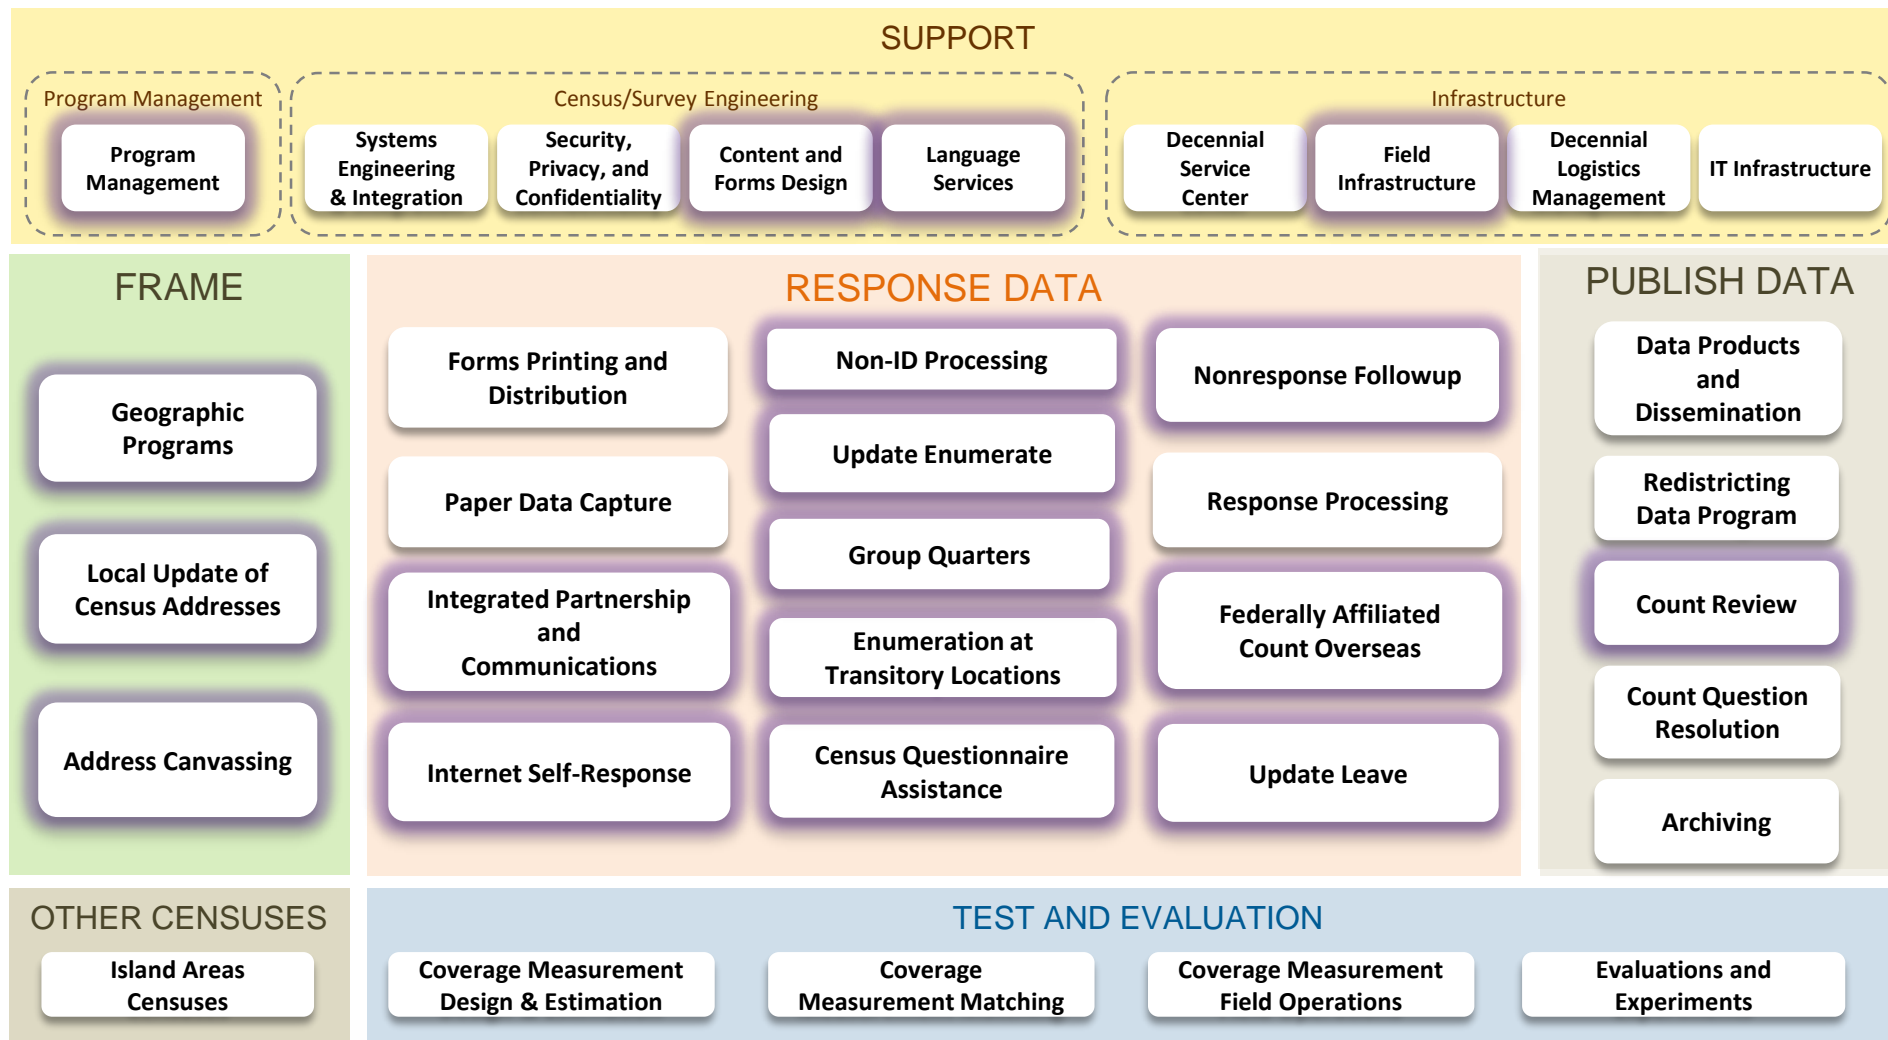 SUPPORT
Program Management
Program
Management
Census/Survey Engineering
Systems
Engineering
& Integration
Security,
Privacy, and
Confidentiality
Content and
Forms Design
Language
Services
Infrastructure
Decennial
Service
Center
Field
Infrastructure
Decennial
Logistics
Management
IT Infrastructure
FRAME
Geographic
Programs
Local Update of
Census Addresses
Address Canvassing
RESPONSE DATA
Forms Printing and
Distribution
Paper Data Capture
Integrated Partnership
and
Communications
Internet Self-Response
Non-ID Processing
Update Enumerate
Group Quarters
Enumeration at
Transitory Locations
Census Questionnaire
Assistance
Nonresponse Followup
Response Processing
Federally Affiliated
Count Overseas
Update Leave
PUBLISH DATA
Data Products
and
Dissemination
Redistricting
Data Program
Count Review
Count Question
Resolution
Archiving
OTHER CENSUSES
Island Areas
Censuses
TEST AND EVALUATION
Coverage Measurement
Design & Estimation
Coverage
Measurement Matching
Coverage Measurement
Field Operations
Evaluations and
Experiments